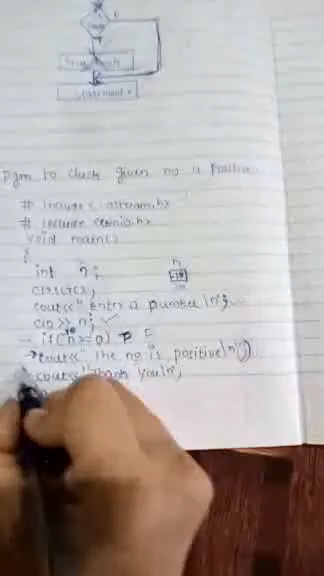 Statement x
Pgm to check given no is positive
# include <iostream.h>
# include <conio.h>
void main()
{
int n;
n
10
clrscr();
cout<<"Enter a number\n";
cin>> n; ✓
if(n>=0) F
cout<<" The no is positive\n";
cout<<"Thank you\n";